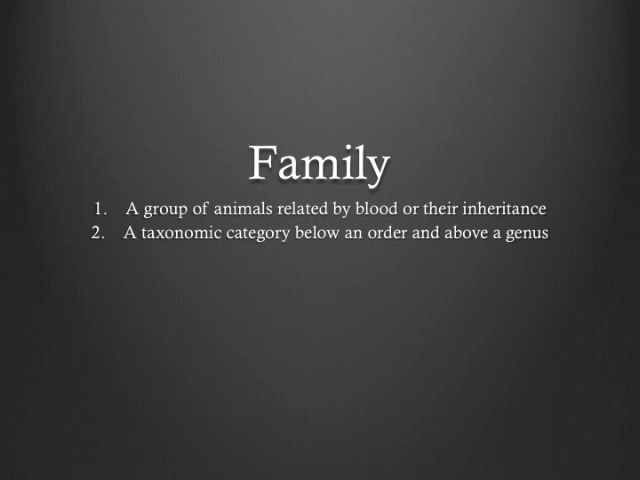 Family
1. A group of animals related by blood or their inheritance
2. A taxonomic category below an order and above a genus